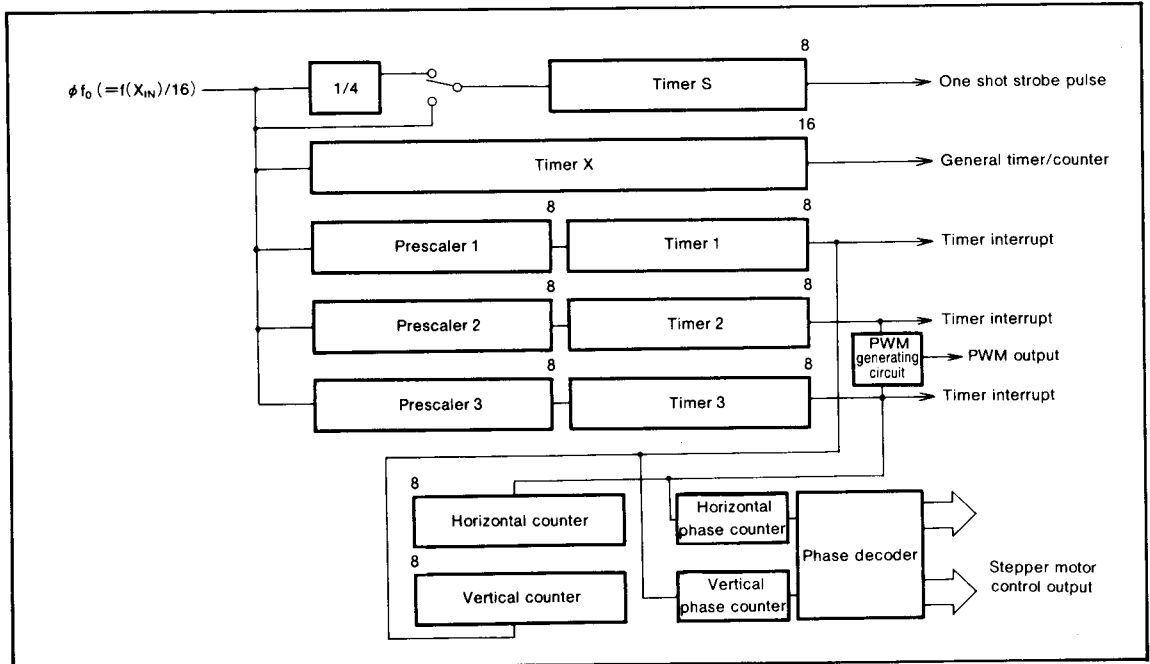 8
ϕf₀ (=f(X_IN)/16)
1/4
Timer S
One shot strobe pulse
16
Timer X
General timer/counter
8
8
Prescaler 1
Timer 1
Timer interrupt
8
8
Prescaler 2
Timer 2
Timer interrupt
PWM
generating
circuit
PWM output
8
8
Prescaler 3
Timer 3
Timer interrupt
8
Horizontal counter
Horizontal
phase counter
Phase decoder
8
Vertical counter
Vertical
phase counter
Stepper motor
control output